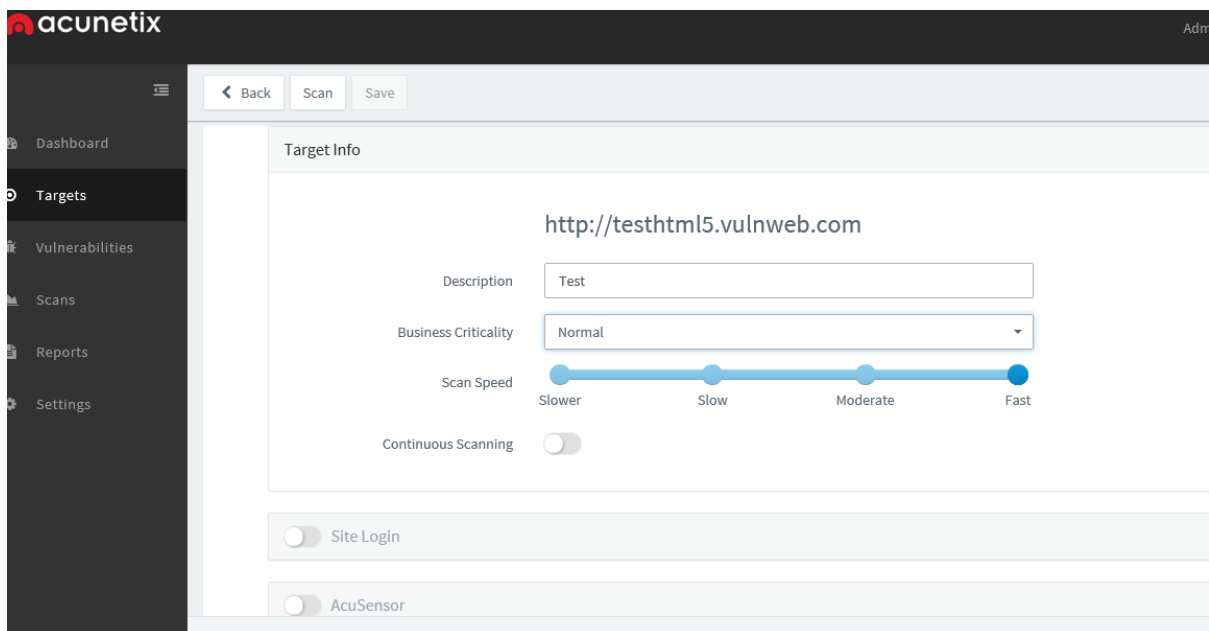 acunetix
Adm
Back
Scan
Save
Dashboard
Targets
Vulnerabilities
Scans
Reports
Settings
Target Info
http://testhtml5.vulnweb.com
Description
Test
Business Criticality
Normal
Scan Speed
Slower
Slow
Moderate
Fast
Continuous Scanning
Site Login
AcuSensor